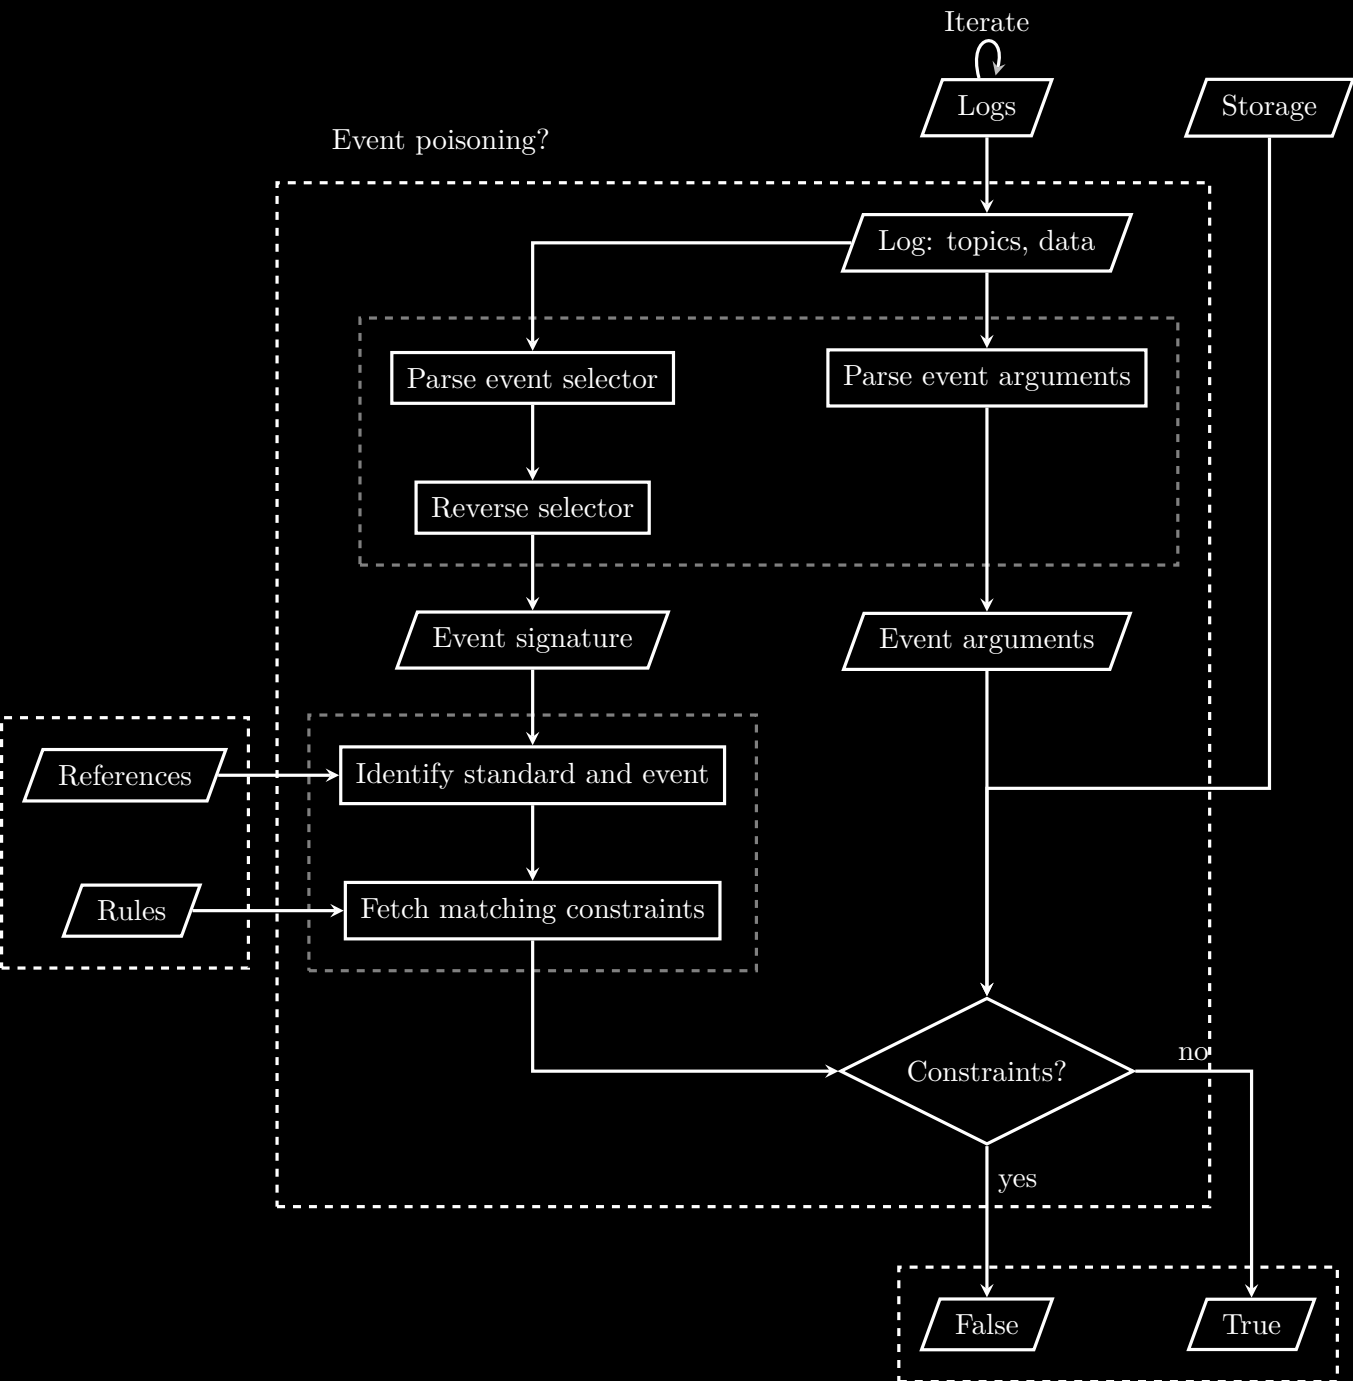 Iterate
Logs
Storage
Event poisoning?
Log: topics, data
Parse event selector
Parse event arguments
Reverse selector
Event signature
Event arguments
References
Identify standard and event
Rules
Fetch matching constraints
Constraints?
no
yes
False
True